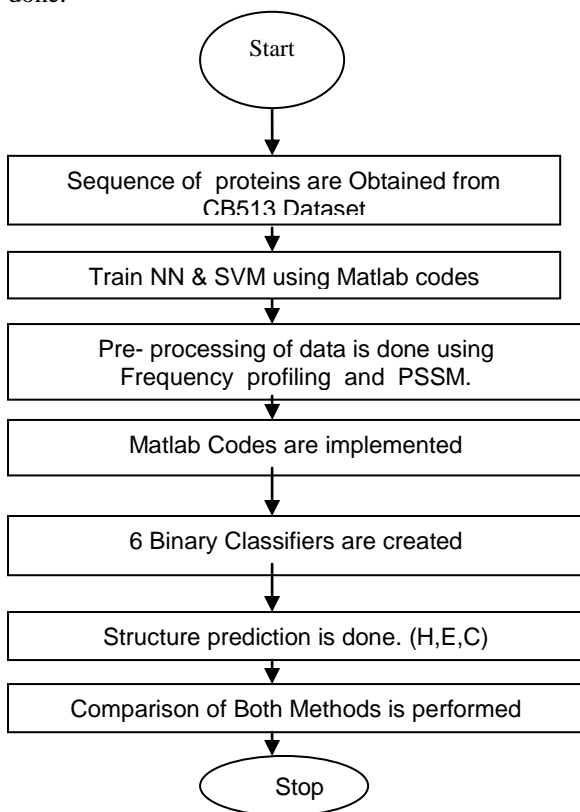 done.
Start
Sequence of proteins are Obtained from
CB513 Dataset
Train NN & SVM using Matlab codes
Pre- processing of data is done using
Frequency profiling and PSSM.
Matlab Codes are implemented
6 Binary Classifiers are created
Structure prediction is done. (H,E,C)
Comparison of Both Methods is performed
Stop